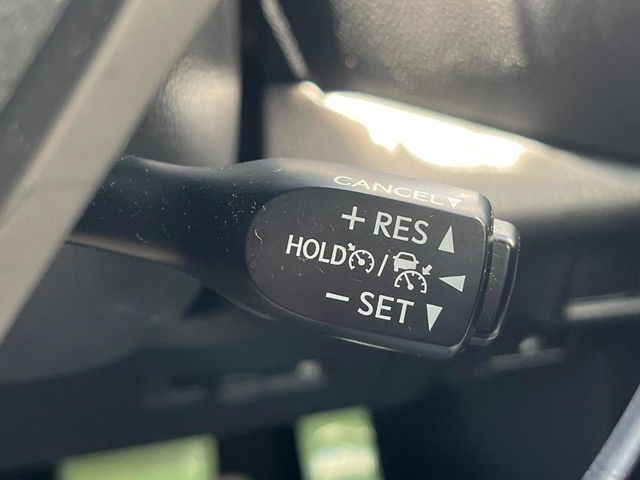 CANCEL
+ RES
HOLD /
− SET